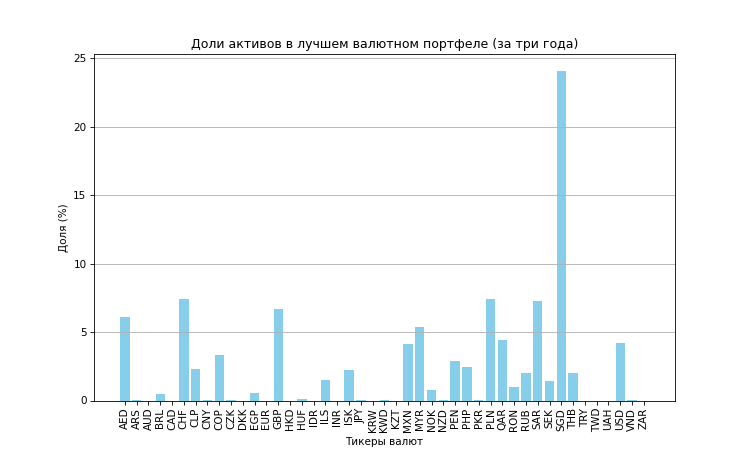 Доли активов в лучшем валютном портфеле (за три года)
Доля (%)
25
20
15
10
5
0
AED
ARS
AUD
BRL
CAD
CHF
CLP
CNY
COP
CZK
DKK
EGP
EUR
GBP
HKD
HUF
IDR
ILS
INR
ISK
JPY
KRW
KWD
KZT
MXN
MYR
NOK
NZD
PEN
PHP
PKR
PLN
QAR
RON
RUB
SAR
SEK
SGD
THB
TRY
TWD
UAH
USD
VND
ZAR
Тикеры валют